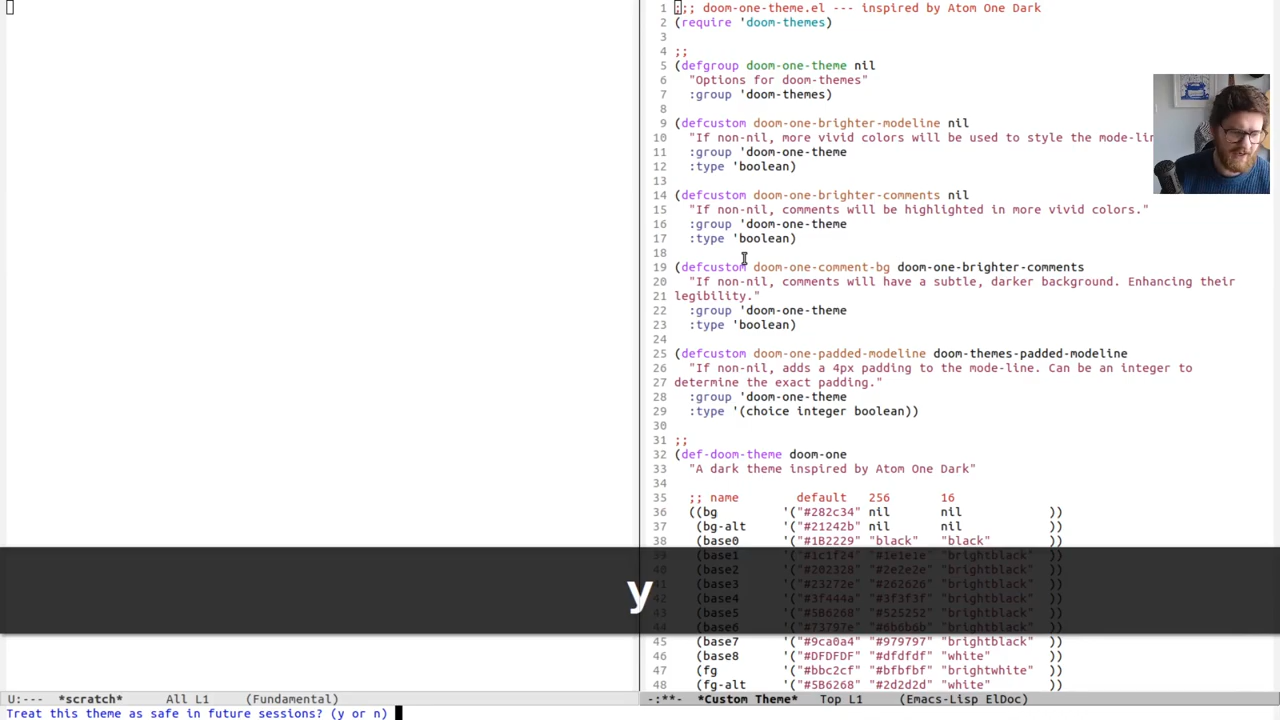 1 ;;; doom-one-theme.el --- inspired by Atom One Dark
2 (require 'doom-themes)
3
4 ;;
5 (defgroup doom-one-theme nil
6 "Options for doom-themes"
7 :group 'doom-themes)
8
9 (defcustom doom-one-brighter-modeline nil
10 "If non-nil, more vivid colors will be used to style the mode-lin
11 :group 'doom-one-theme
12 :type 'boolean)
13
14 (defcustom doom-one-brighter-comments nil
15 "If non-nil, comments will be highlighted in more vivid colors."
16 :group 'doom-one-theme
17 :type 'boolean)
18
19 (defcustom doom-one-comment-bg doom-one-brighter-comments
20 "If non-nil, comments will have a subtle, darker background. Enhancing their
21 legibility."
22 :group 'doom-one-theme
23 :type 'boolean)
24
25 (defcustom doom-one-padded-modeline doom-themes-padded-modeline
26 "If non-nil, adds a 4px padding to the mode-line. Can be an integer to
27 determine the exact padding."
28 :group 'doom-one-theme
29 :type '(choice integer boolean))
30
31 ;;
32 (def-doom-theme doom-one
33 "A dark theme inspired by Atom One Dark"
34
35 ;; name default 256 16
36 ((bg '("#282c34" nil nil ))
37 (bg-alt '("#21242b" nil nil ))
38 (base0 '("#1B2229" "black" "black" ))
39 (base1 '("#1c1f24" "#1e1e1e" "brightblack" ))
40 (base2 '("#202328" "#2e2e2e" "brightblack" ))
41 (base3 '("#23272e" "#262626" "brightblack" ))
42 (base4 '("#3f444a" "#3f3f3f" "brightblack" ))
43 (base5 '("#5B6268" "#525252" "brightblack" ))
44 (base6 '("#73797e" "#6b6b6b" "brightblack" ))
45 (base7 '("#9ca0a4" "#979797" "brightblack" ))
46 (base8 '("#DFDFDF" "#dfdfdf" "white" ))
47 (fg '("#bbc2cf" "#bfbfbf" "brightwhite" ))
48 (fg-alt '("#5B6268" "#2d2d2d" "white" ))
y
U:--- *scratch* All L1 (Fundamental)
-:**- *Custom Theme* Top L1 (Emacs-Lisp ElDoc)
Treat this theme as safe in future sessions? (y or n)